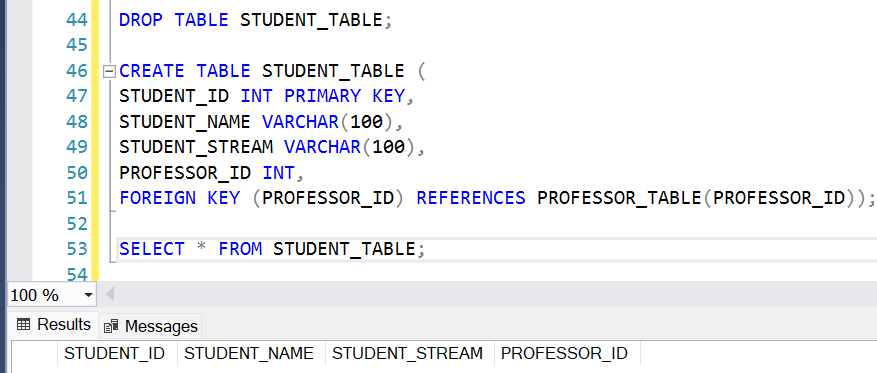 44 DROP TABLE STUDENT_TABLE;
45
46 CREATE TABLE STUDENT_TABLE (
47 STUDENT_ID INT PRIMARY KEY,
48 STUDENT_NAME VARCHAR(100),
49 STUDENT_STREAM VARCHAR(100),
50 PROFESSOR_ID INT,
51 FOREIGN KEY (PROFESSOR_ID) REFERENCES PROFESSOR_TABLE(PROFESSOR_ID));
52
53 SELECT * FROM STUDENT_TABLE;
54
100 %
Results Messages
STUDENT_ID STUDENT_NAME STUDENT_STREAM PROFESSOR_ID